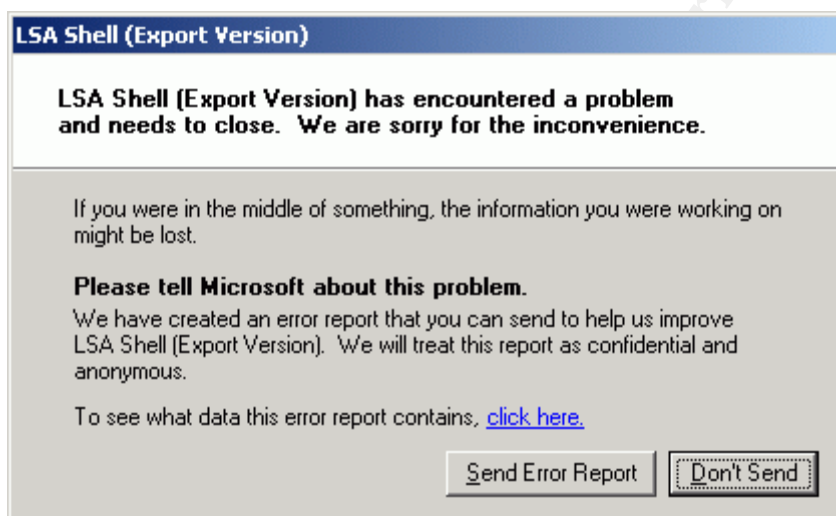 LSA Shell (Export Version)
LSA Shell (Export Version) has encountered a problem
and needs to close.  We are sorry for the inconvenience.
If you were in the middle of something, the information you were working on
might be lost.
Please tell Microsoft about this problem.
We have created an error report that you can send to help us improve
LSA Shell (Export Version).  We will treat this report as confidential and
anonymous.
To see what data this error report contains, click here.
Send Error Report
Don't Send